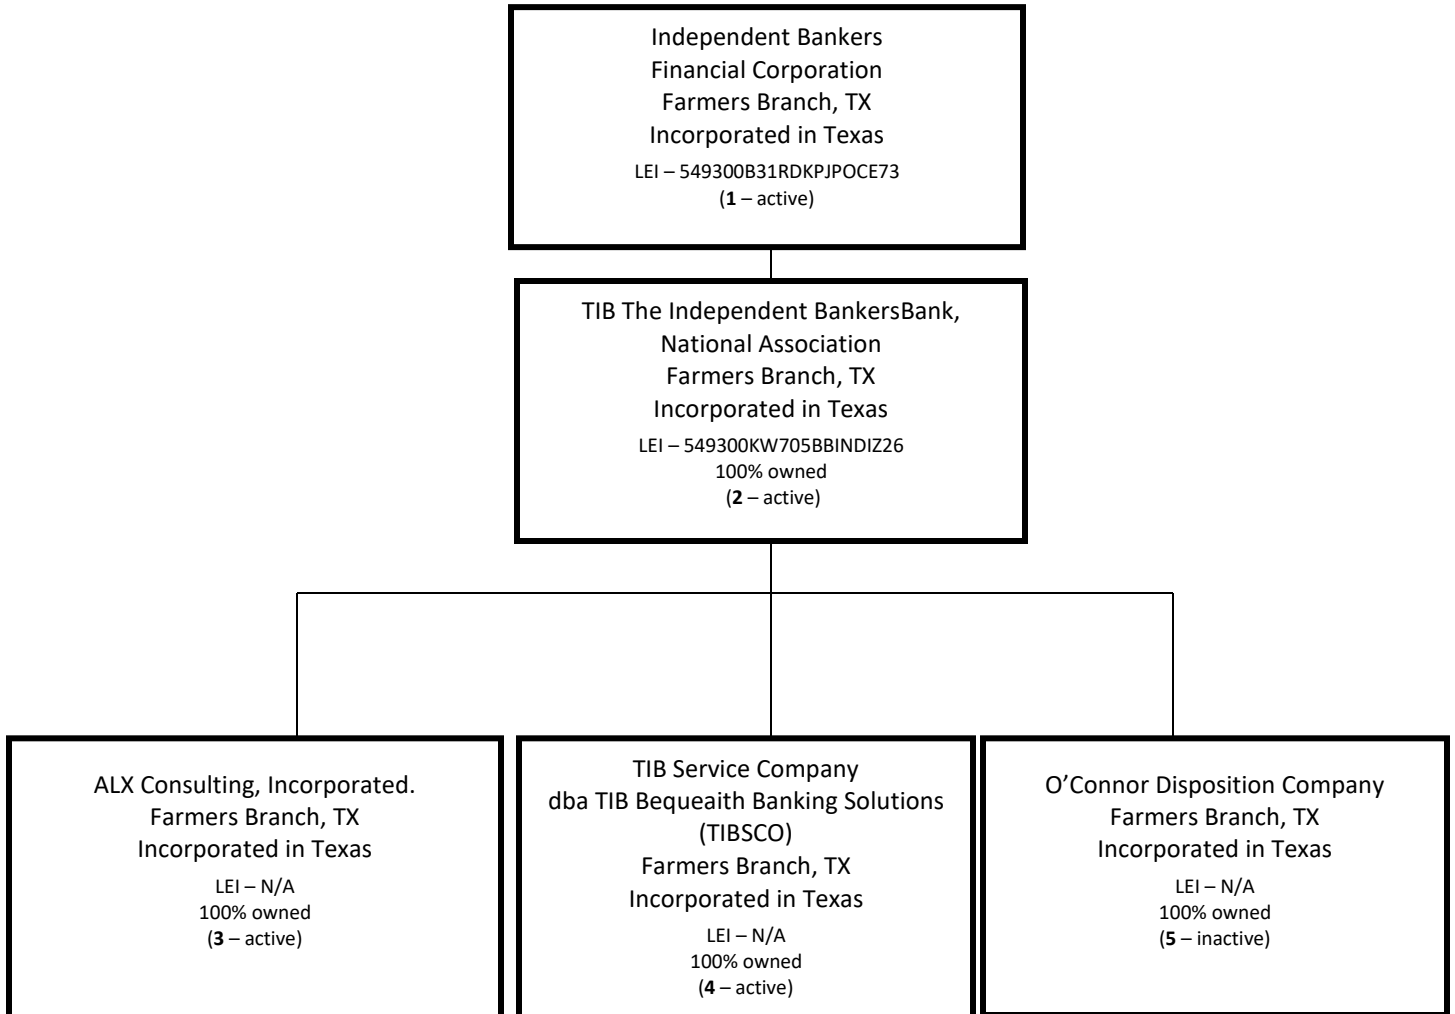 Independent Bankers
Financial Corporation
Farmers Branch, TX
Incorporated in Texas
LEI – 549300B31RDKPJPOCE73
(1 – active)
TIB The Independent BankersBank,
National Association
Farmers Branch, TX
Incorporated in Texas
LEI – 549300KW705BBINDIZ26
100% owned
(2 – active)
ALX Consulting, Incorporated.
Farmers Branch, TX
Incorporated in Texas
LEI – N/A
100% owned
(3 – active)
TIB Service Company
dba TIB Bequeaith Banking Solutions
(TIBSCO)
Farmers Branch, TX
Incorporated in Texas
LEI – N/A
100% owned
(4 – active)
O’Connor Disposition Company
Farmers Branch, TX
Incorporated in Texas
LEI – N/A
100% owned
(5 – inactive)